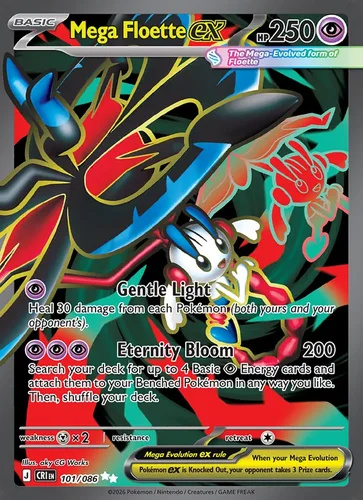 BASIC
Mega Floette ex HP 250
The Mega-Evolved form of
Floette
Gentle Light
Heal 30 damage from each Pokémon (both yours and your
opponent's).
Eternity Bloom 200
Search your deck for up to 4 Basic Energy cards and
attach them to your Benched Pokémon in any way you like.
Then, shuffle your deck.
weakness ×2 resistance retreat
Mega Evolution ex rule
When your Mega Evolution
Pokémon ex is Knocked Out, your opponent takes 3 Prize cards.
Illus. aky CG Works
J CRI EN 101/086
©2026 Pokémon / Nintendo / Creatures / GAME FREAK